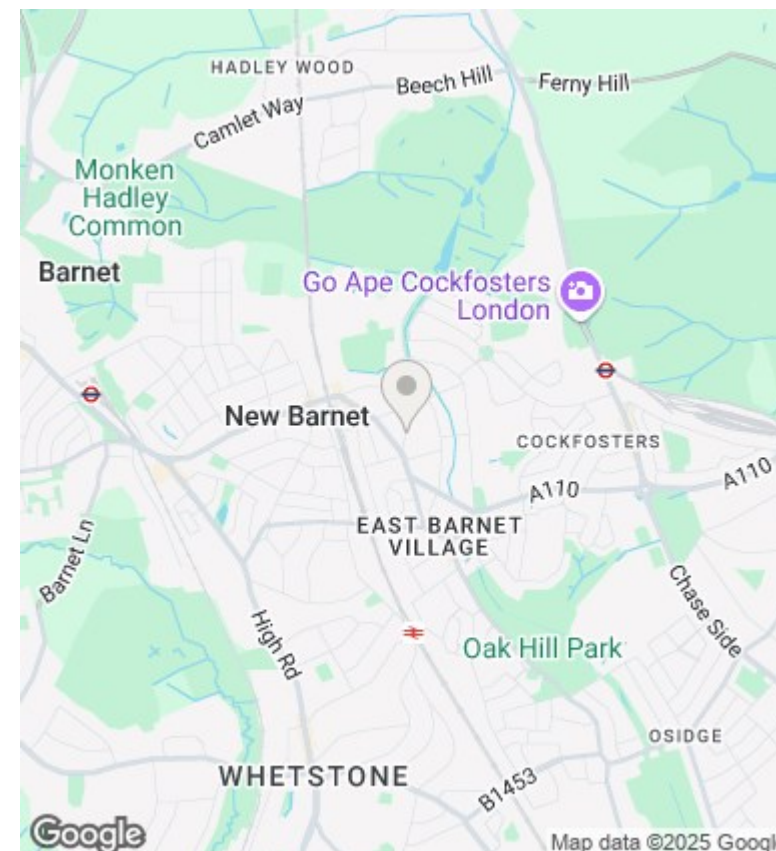 HADLEY WOOD
Beech Hill
Ferny Hill
Camlet Way
Monken
Hadley
Common
Barnet
Go Ape Cockfosters
London
New Barnet
COCKFOSTERS
A110
A110
EAST BARNET
VILLAGE
Barnet Ln
High Rd
Chase Side
Oak Hill Park
OSIDGE
WHETSTONE
B1453
Google
Map data ©2025 Googl